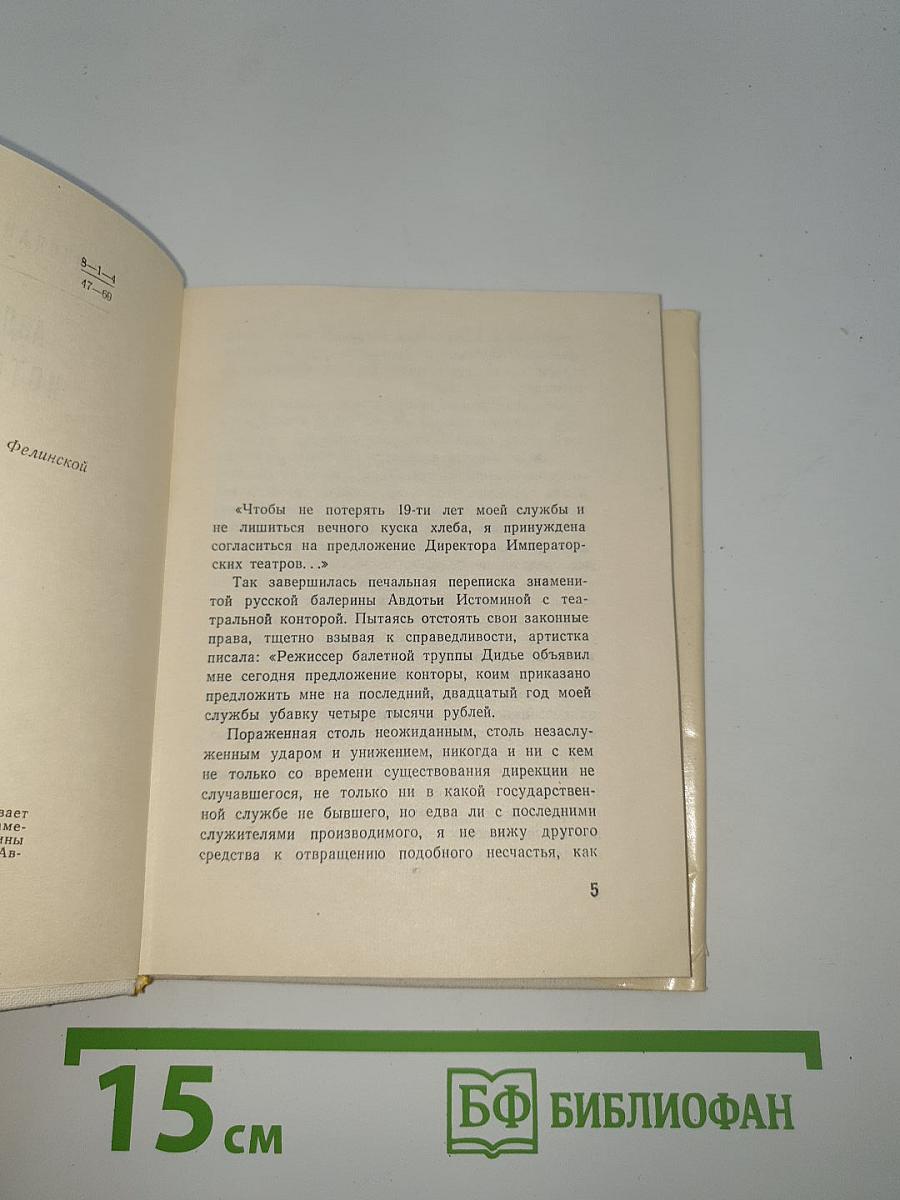 8—1—4
47—69
Фелинской
вает
аме-
ины
Ав-
«Чтобы не потерять 19-ти лет моей службы и
не лишиться вечного куска хлеба, я принуждена
согласиться на предложение Директора Император-
ских театров...»
Так завершилась печальная переписка знамени-
той русской балерины Авдотьи Истоминой с теа-
тральной конторой. Пытаясь отстоять свои законные
права, тщетно взывая к справедливости, артистка
писала: «Режиссер балетной труппы Дидье объявил
мне сегодня предложение конторы, коим приказано
предложить мне на последний, двадцатый год моей
службы убавку четыре тысячи рублей.
Пораженная столь неожиданным, столь незаслу-
женным ударом и унижением, никогда и ни с кем
не только со времени существования дирекции не
случавшегося, не только ни в какой государствен-
ной службе не бывшего, но едва ли с последними
служителями производимого, я не вижу другого
средства к отвращению подобного несчастья, как
5
15 см
БФ БИБЛИОФАН